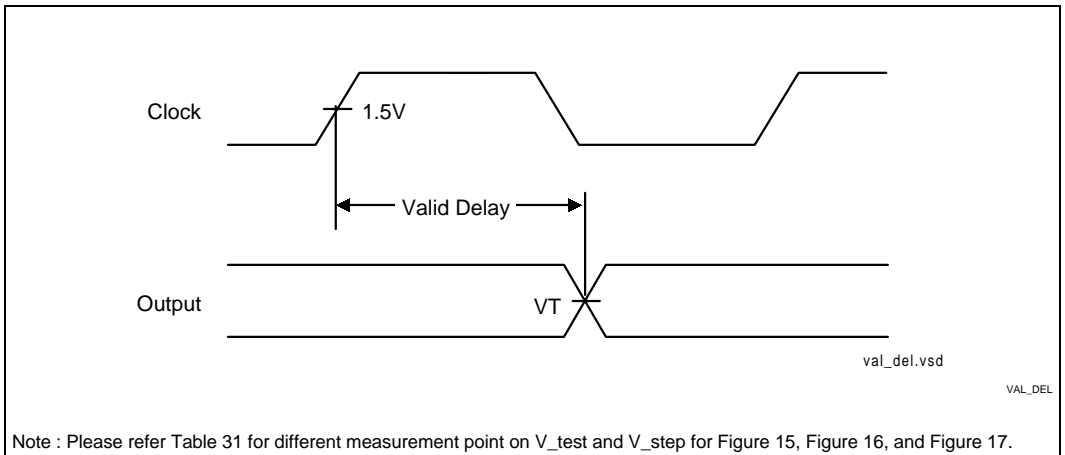 Clock
1.5V
Valid Delay
Output
VT
val_del.vsd
VAL_DEL
Note : Please refer Table 31 for different measurement point on V_test and V_step for Figure 15, Figure 16, and Figure 17.